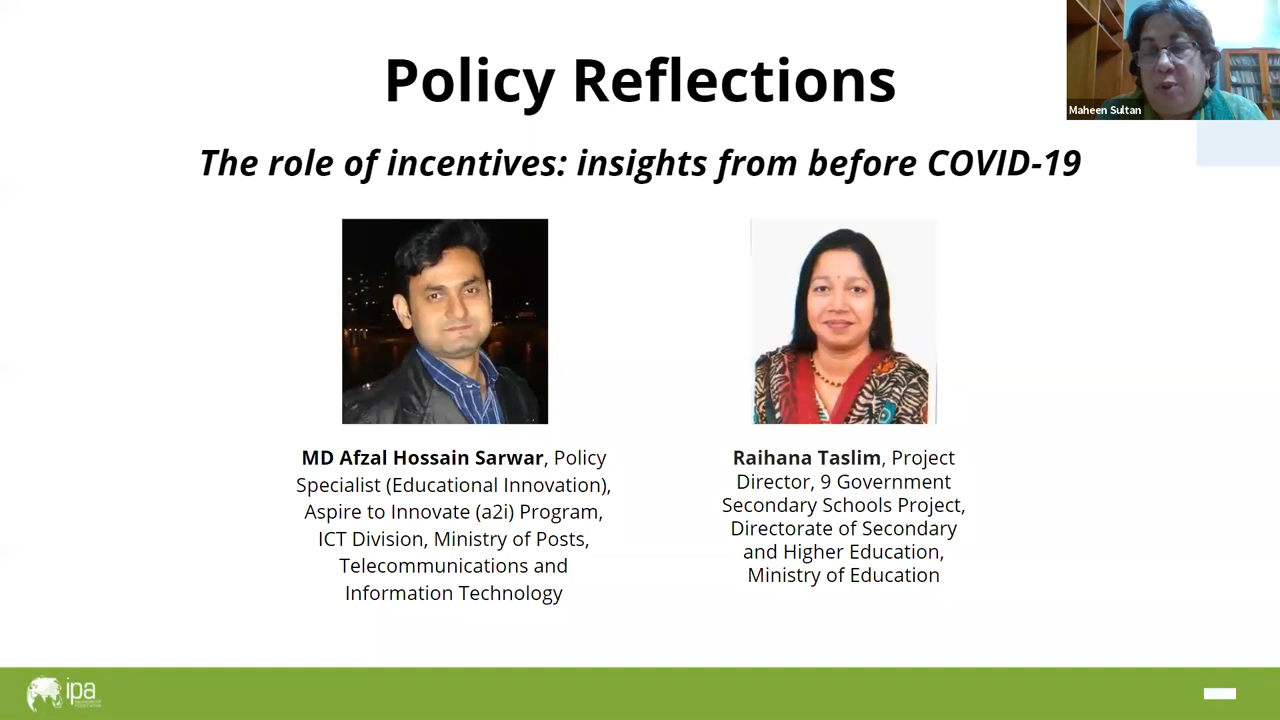 Policy Reflections
Maheen Sultan
The role of incentives: insights from before COVID-19
MD Afzal Hossain Sarwar, Policy
Specialist (Educational Innovation),
Aspire to Innovate (a2i) Program,
ICT Division, Ministry of Posts,
Telecommunications and
Information Technology
Raihana Taslim, Project
Director, 9 Government
Secondary Schools Project,
Directorate of Secondary
and Higher Education,
Ministry of Education
ipa